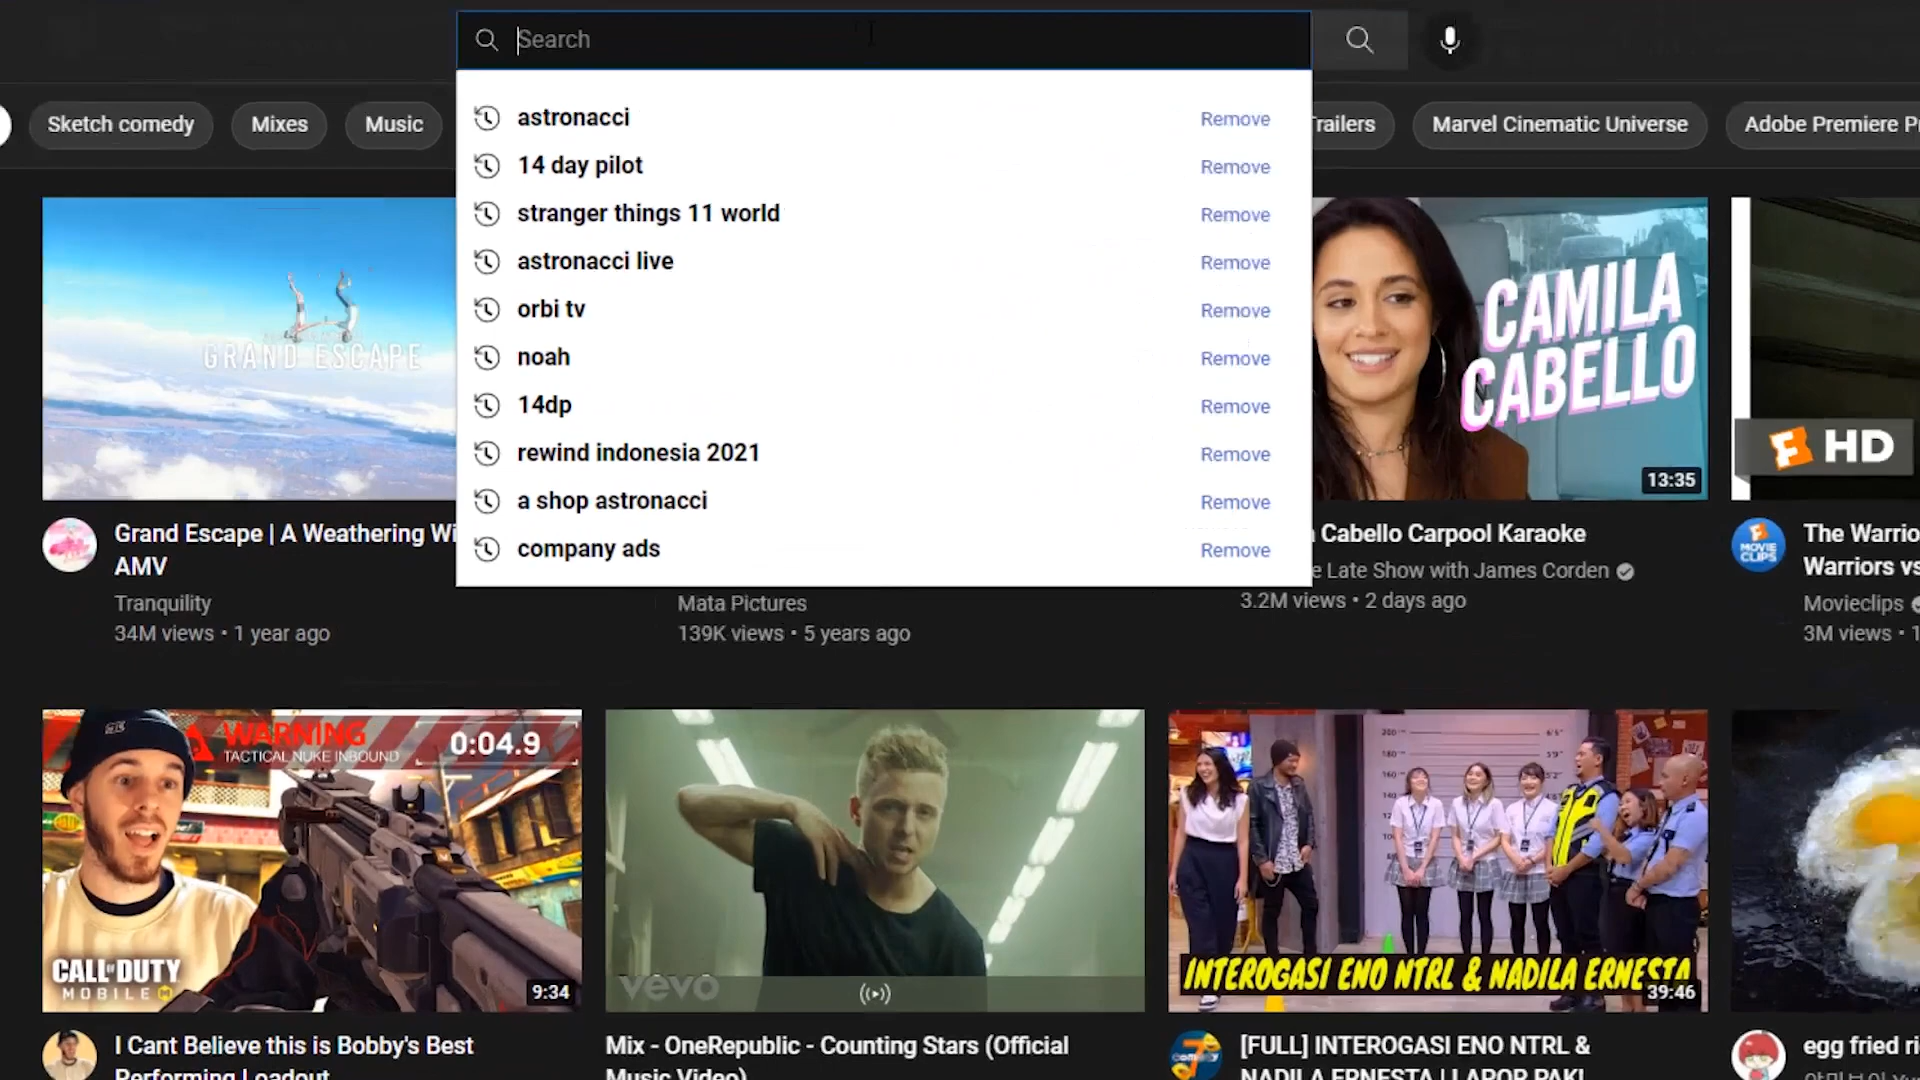 Search
astronacci
Remove
14 day pilot
Remove
stranger things 11 world
Remove
astronacci live
Remove
orbi tv
Remove
noah
Remove
14dp
Remove
rewind indonesia 2021
Remove
a shop astronacci
Remove
company ads
Remove
Sketch comedy
Mixes
Music
Trailers
Marvel Cinematic Universe
Adobe Premiere P
GRAND ESCAPE
CAMILA
CABELLO
13:35
HD
MOVIE
CLIPS
Grand Escape | A Weathering Wi
AMV
Tranquility
34M views • 1 year ago
Mata Pictures
139K views • 5 years ago
Cabello Carpool Karaoke
e Late Show with James Corden
3.2M views • 2 days ago
The Warrio
Warriors vs
Movieclips
3M views • 1
WARNING
TACTICAL NUKE INBOUND
0:04.9
CALL OF DUTY
MOBILE
9:34
vevo
INTEROGASI ENO NTRL & NADILA ERNESTA
39:46
I Cant Believe this is Bobby's Best
Performing Loadout
Mix - OneRepublic - Counting Stars (Official
Music Video)
[FULL] INTEROGASI ENO NTRL &
NADILA ERNESTA | LAPOR PAK!
egg fried ri